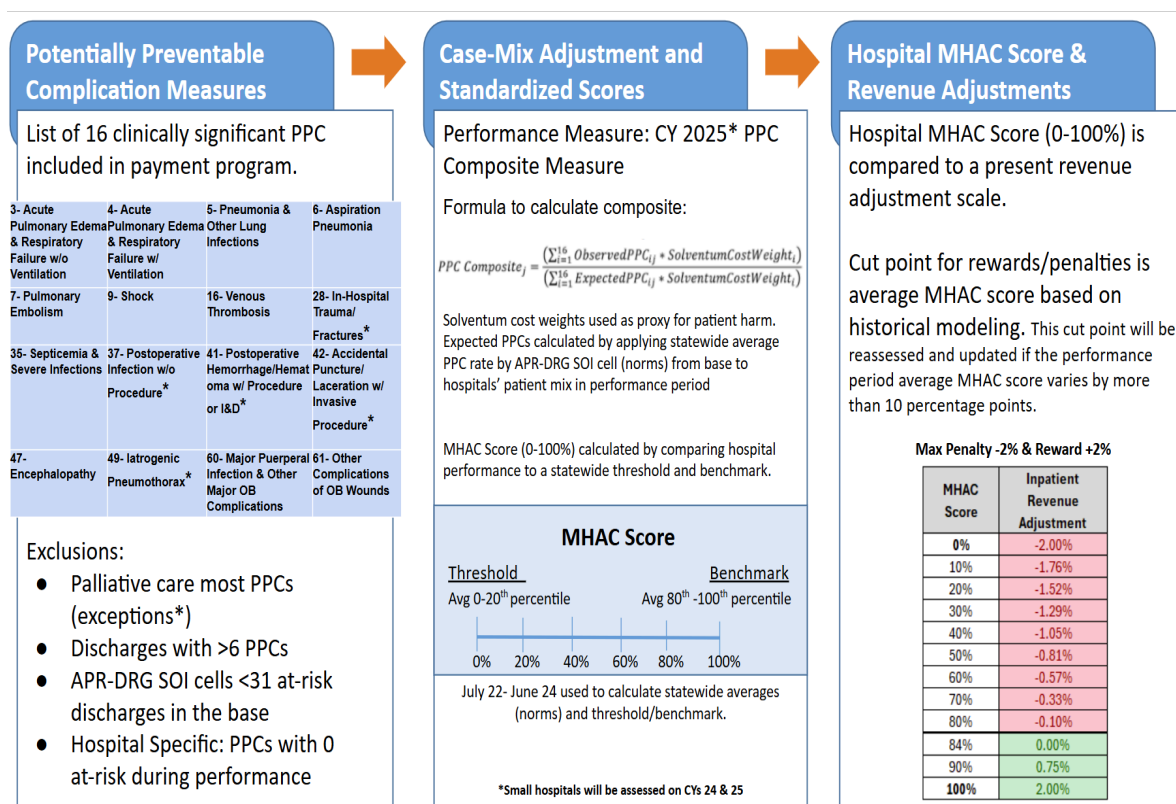 Potentially Preventable
Complication Measures
List of 16 clinically significant PPC
included in payment program.
3- Acute
Pulmonary Edema
& Respiratory
Failure w/o
Ventilation
4- Acute
Pulmonary Edema
& Respiratory
Failure w/
Ventilation
5- Pneumonia &
Other Lung
Infections
6- Aspiration
Pneumonia
7- Pulmonary
Embolism
9- Shock
16- Venous
Thrombosis
28- In-Hospital
Trauma/
Fractures*
35- Septicemia &
Severe Infections
37- Postoperative
Infection w/o
Procedure*
41- Postoperative
Hemorrhage/Hemat
oma w/ Procedure
or I&D*
42- Accidental
Puncture/
Laceration w/
Invasive
Procedure*
47-
Encephalopathy
49- Iatrogenic
Pneumothorax*
60- Major Puerperal
Infection & Other
Major OB
Complications
61- Other
Complications
of OB Wounds
Exclusions:
● Palliative care most PPCs
(exceptions*)
● Discharges with >6 PPCs
● APR-DRG SOI cells <31 at-risk
discharges in the base
● Hospital Specific: PPCs with 0
at-risk during performance
Case-Mix Adjustment and
Standardized Scores
Performance Measure: CY 2025* PPC
Composite Measure
Formula to calculate composite:
PPC Composite_j = (∑_{i=1}^{16} ObservedPPC_{ij} * SolventumCostWeight_i) / (∑_{i=1}^{16} ExpectedPPC_{ij} * SolventumCostWeight_i)
Solventum cost weights used as proxy for patient harm.
Expected PPCs calculated by applying statewide average
PPC rate by APR-DRG SOI cell (norms) from base to
hospitals' patient mix in performance period
MHAC Score (0-100%) calculated by comparing hospital
performance to a statewide threshold and benchmark.
MHAC Score
Threshold Benchmark
Avg 0-20th percentile Avg 80th -100th percentile
0% 20% 40% 60% 80% 100%
July 22- June 24 used to calculate statewide averages
(norms) and threshold/benchmark.
*Small hospitals will be assessed on CYs 24 & 25
Hospital MHAC Score &
Revenue Adjustments
Hospital MHAC Score (0-100%) is
compared to a present revenue
adjustment scale.
Cut point for rewards/penalties is
average MHAC score based on
historical modeling. This cut point will be
reassessed and updated if the performance
period average MHAC score varies by more
than 10 percentage points.
Max Penalty -2% & Reward +2%
MHAC
Score
Inpatient
Revenue
Adjustment
0% -2.00%
10% -1.76%
20% -1.52%
30% -1.29%
40% -1.05%
50% -0.81%
60% -0.57%
70% -0.33%
80% -0.10%
84% 0.00%
90% 0.75%
100% 2.00%